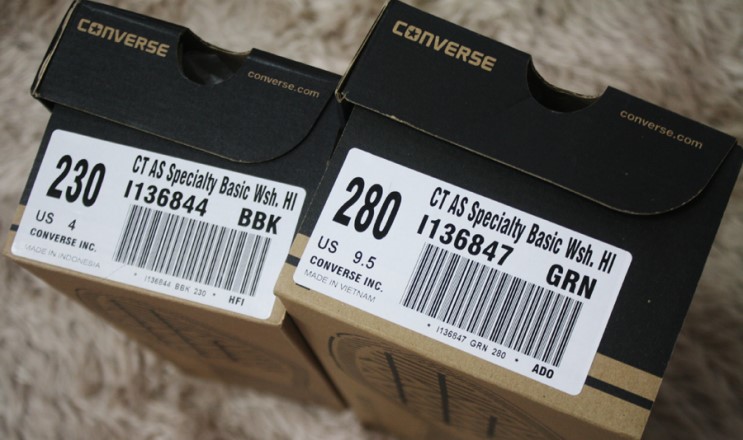 CONVERSE
converse.com
230
CT AS Specialty Basic Wsh. HI
I136844 BBK
US 4
CONVERSE INC.
MADE IN INDONESIA
* I136844 BBK 230 *
HFI
CONVERSE
converse.com
280
CT AS Specialty Basic Wsh. HI
I136847 GRN
US 9.5
CONVERSE INC.
MADE IN VIETNAM
* I136847 GRN 280 *
ADO